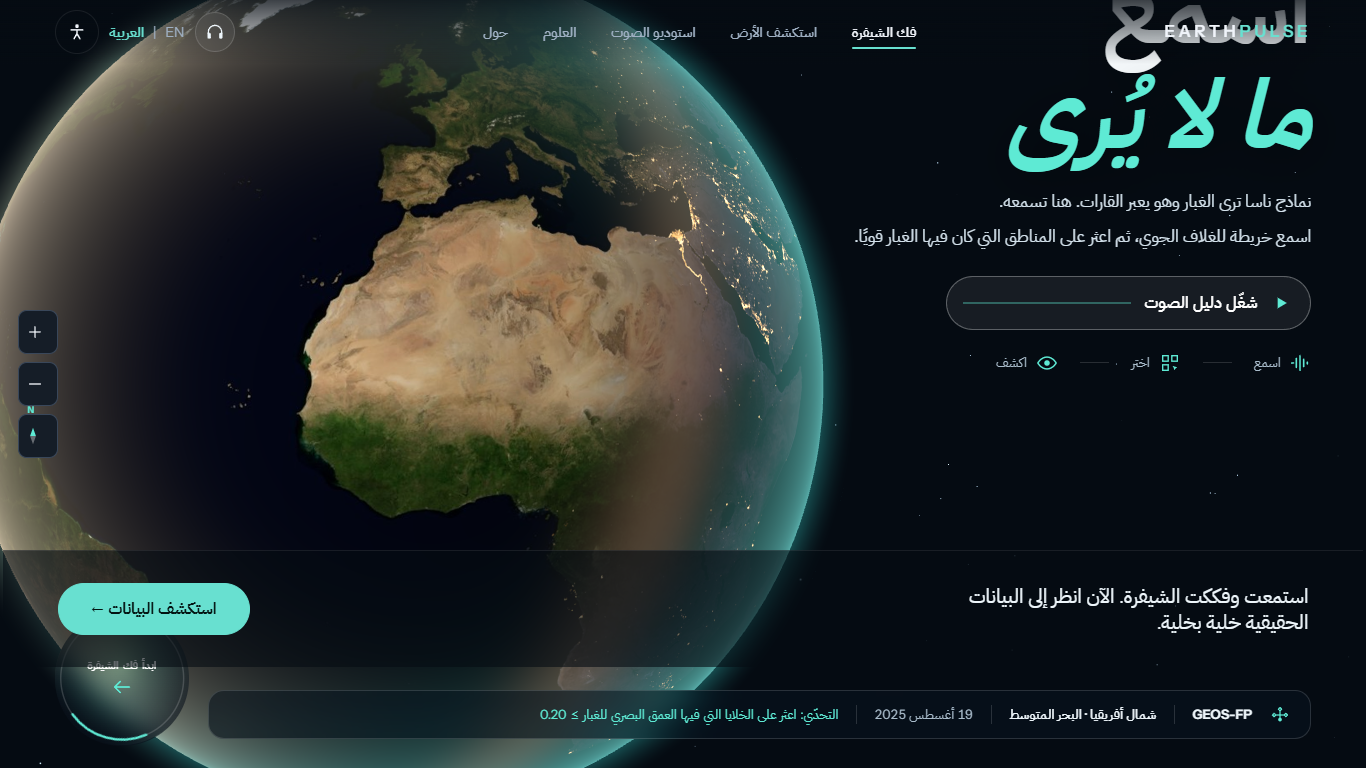 EARTHPULSE
فك الشيفرة
استكشف الأرض
استوديو الصوت
العلوم
حول
EN | العربية
اسمع
ما لا يُرى
نماذج ناسا ترى الغبار وهو يعبر القارات. هنا تسمعه.
اسمع خريطة للغلاف الجوي، ثم اعثر على المناطق التي كان فيها الغبار قويًا.
شغّل دليل الصوت
اسمع
اختر
اكشف
+
−
N
استمعت وفككت الشيفرة. الآن انظر إلى البيانات
الحقيقية خلية بخلية.
استكشف البيانات ←
ابدأ فك الشيفرة
←
GEOS-FP
شمال أفريقيا · البحر المتوسط
19 أغسطس 2025
التحدّي: اعثر على الخلايا التي فيها العمق البصري للغبار ≥ 0.20